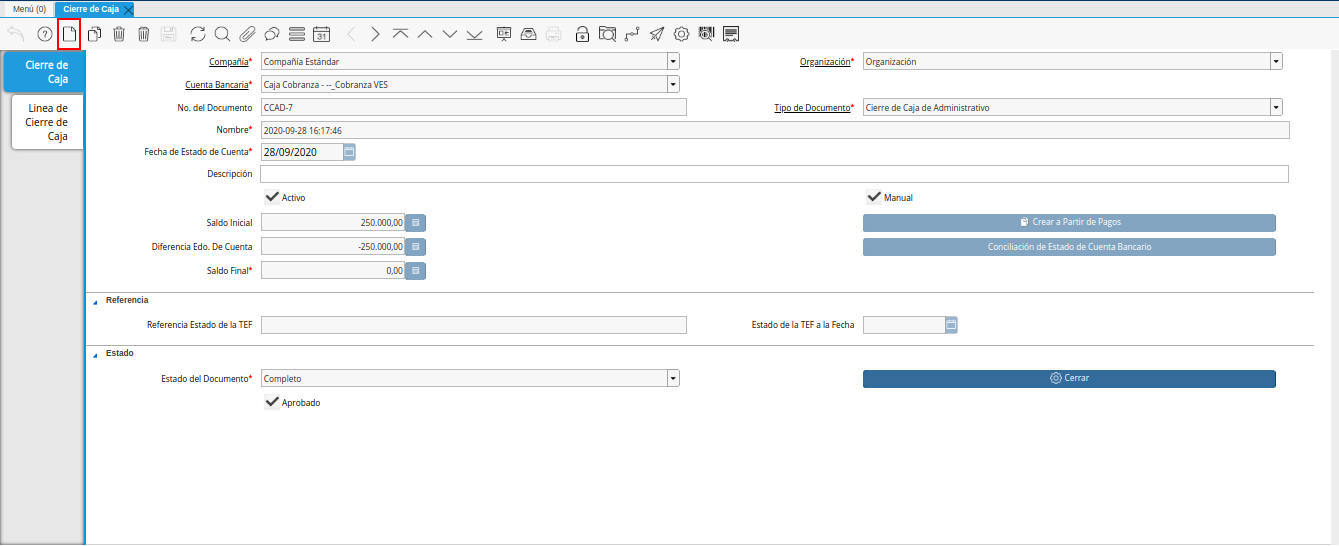 Menú (0)
Cierre de Caja
31
Cierre de
Caja
Linea de
Cierre de
Caja
Compañía* Compañía Estándar Organización* Organización
Cuenta Bancaria* Caja Cobranza - --_Cobranza VES
No. del Documento CCAD-7 Tipo de Documento* Cierre de Caja de Administrativo
Nombre* 2020-09-28 16:17:46
Fecha de Estado de Cuenta* 28/09/2020
Descripción
Activo Manual
Saldo Inicial 250.000,00 Crear a Partir de Pagos
Diferencia Edo. De Cuenta -250.000,00 Conciliación de Estado de Cuenta Bancario
Saldo Final* 0,00
Referencia
Referencia Estado de la TEF Estado de la TEF a la Fecha
Estado
Estado del Documento* Completo Cerrar
Aprobado